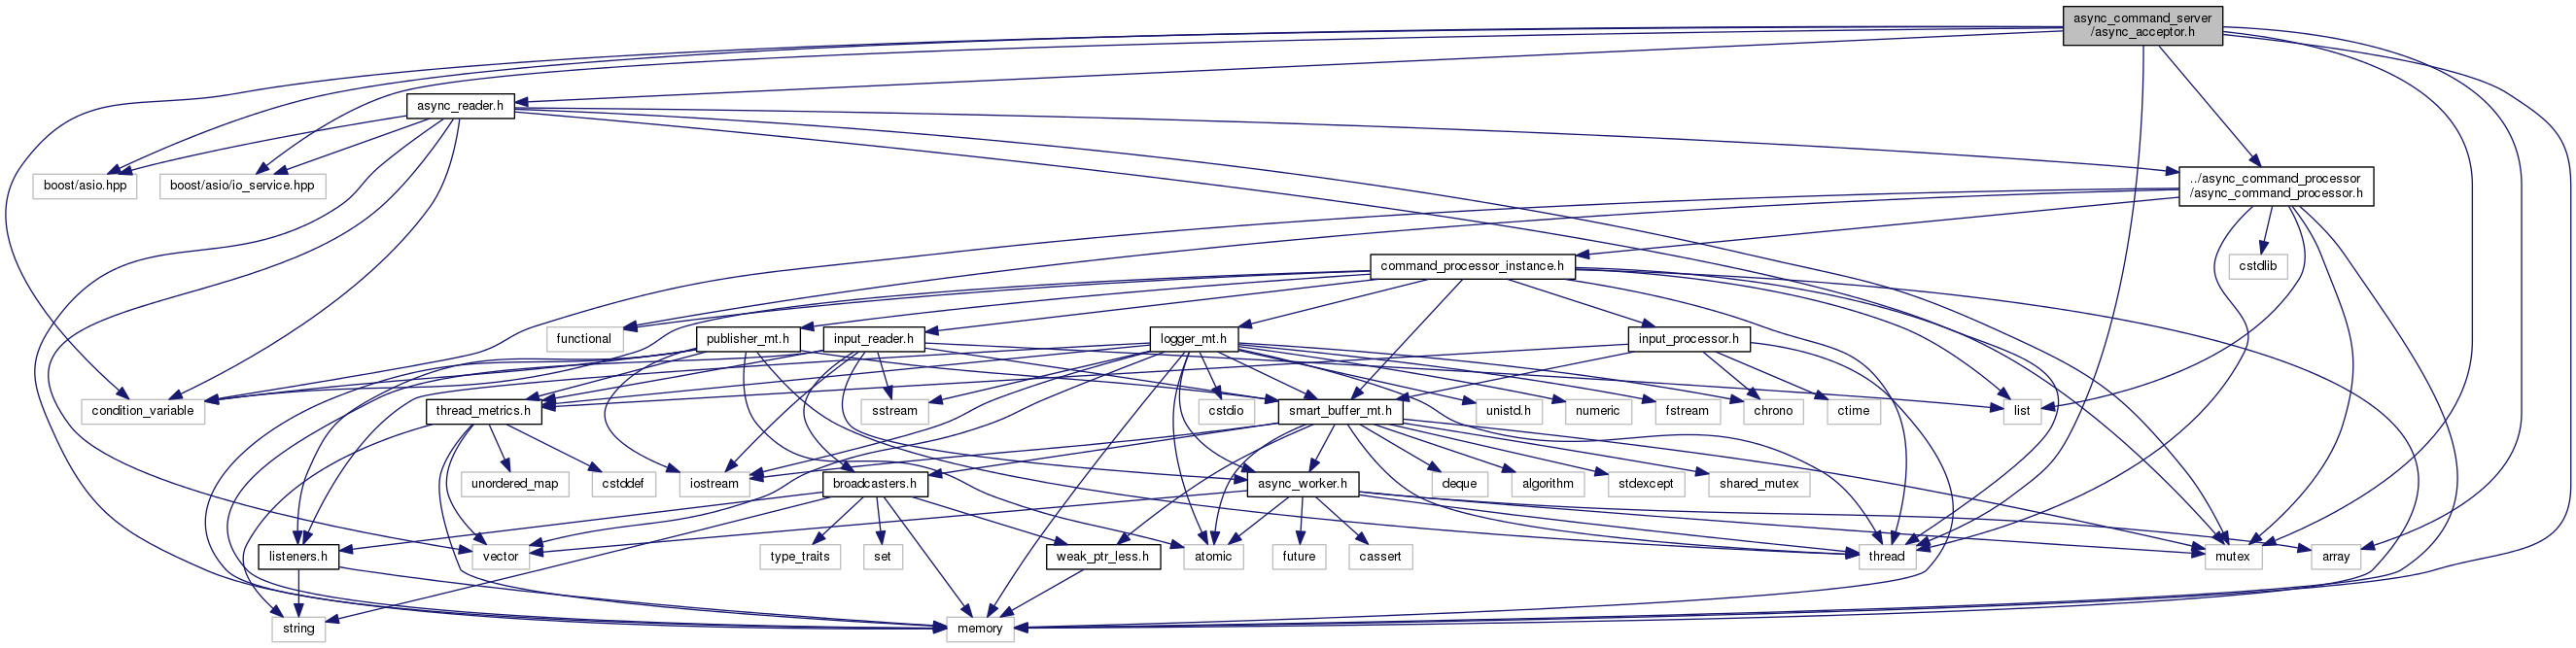 async_command_server
/async_acceptor.h
async_reader.h
boost/asio.hpp
boost/asio/io_service.hpp
../async_command_processor
/async_command_processor.h
command_processor_instance.h
cstdlib
functional
publisher_mt.h
input_reader.h
logger_mt.h
input_processor.h
condition_variable
thread_metrics.h
sstream
cstdio
smart_buffer_mt.h
unistd.h
numeric
fstream
chrono
ctime
list
unordered_map
cstddef
iostream
broadcasters.h
async_worker.h
deque
algorithm
stdexcept
shared_mutex
listeners.h
vector
type_traits
set
weak_ptr_less.h
atomic
future
cassert
thread
mutex
array
string
memory